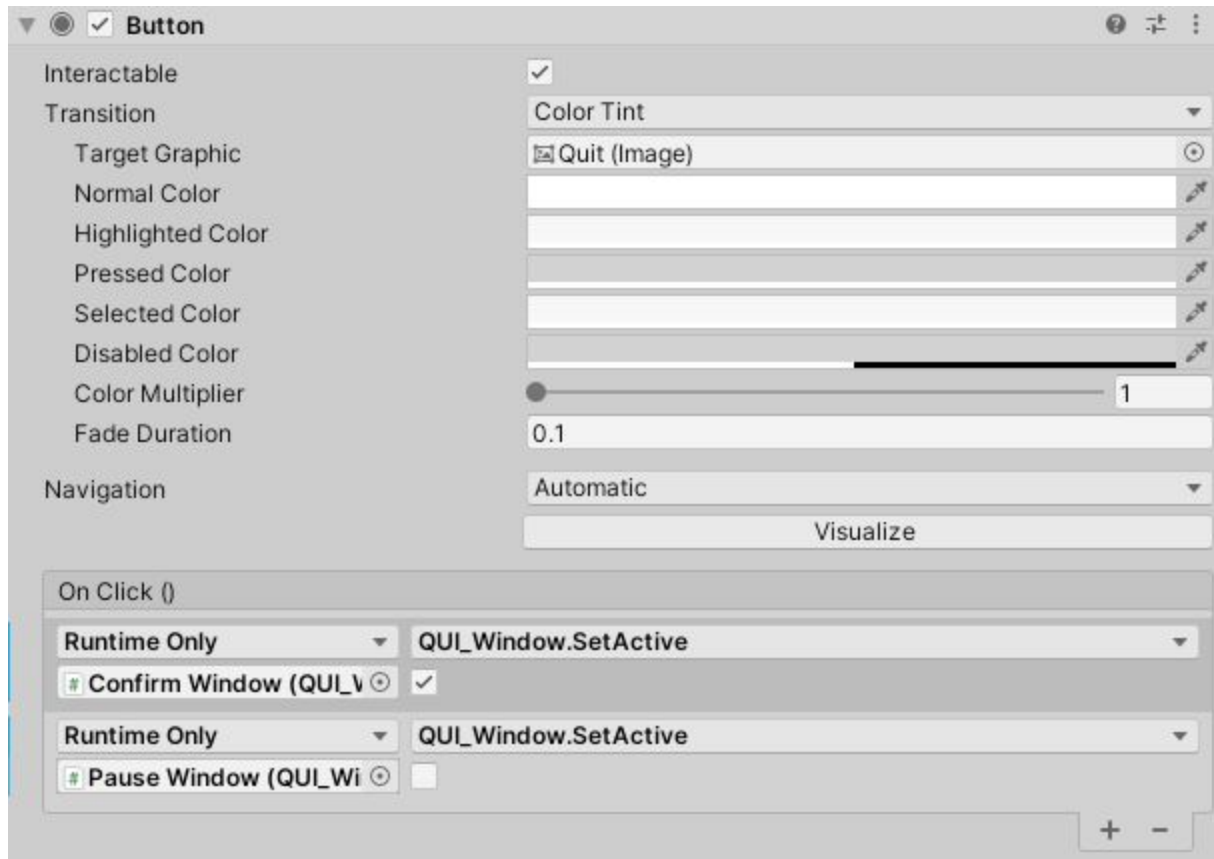 Button
Interactable
Transition Color Tint
Target Graphic Quit (Image)
Normal Color
Highlighted Color
Pressed Color
Selected Color
Disabled Color
Color Multiplier 1
Fade Duration 0.1
Navigation Automatic
Visualize
On Click ()
Runtime Only QUI_Window.SetActive
# Confirm Window (QUI_
Runtime Only QUI_Window.SetActive
# Pause Window (QUI_Wi
+ −